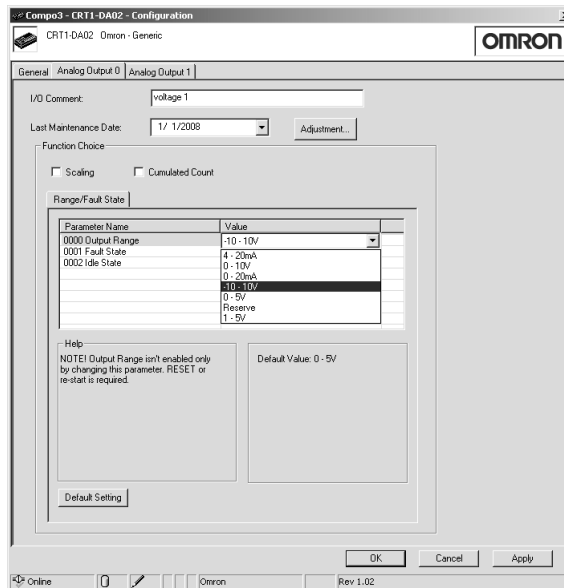 Compo3 - CRT1-DA02 - Configuration
CRT1-DA02 Omron - Generic
OMRON
General Analog Output 0 Analog Output 1
I/O Comment: voltage 1
Last Maintenance Date: 1/ 1/2008 Adjustment...
Function Choice
Scaling Cumulated Count
Range/Fault State
Parameter Name Value
0000 Output Range -10 - 10V
0001 Fault State 4 - 20mA
0002 Idle State 0 - 10V
0 - 20mA
-10 - 10V
0 - 5V
Reserve
1 - 5V
Help
NOTE! Output Range isn't enabled only
by changing this parameter. RESET or
re-start is required.
Default Value: 0 - 5V
Default Setting
OK Cancel Apply
Online Omron Rev 1.02